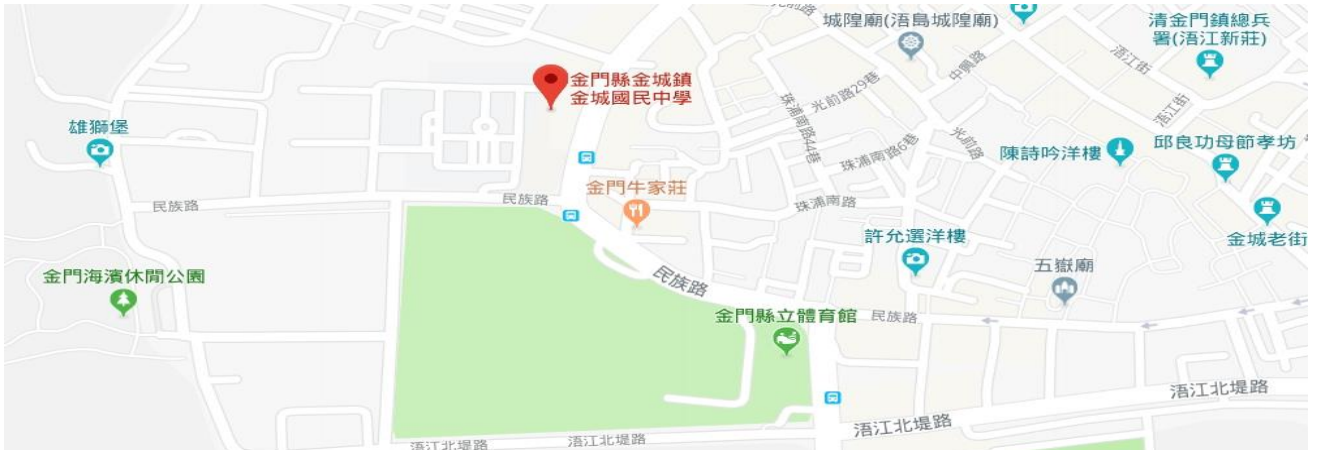 光前路
城隍廟(浯島城隍廟)
清金門鎮總兵
署(浯江新莊)
浯江街
中興路
金門縣金城鎮
金城國民中學
光前路29巷
珠浦南路44巷
浯江街
雄獅堡
珠浦南路6巷
光前路
陳詩吟洋樓
邱良功母節孝坊
金門牛家莊
民族路
民族路
珠浦南路
許允選洋樓
金城老街
五嶽廟
金門海濱休閒公園
民族路
金門縣立體育館
民族路
浯江北堤路
浯江北堤路
浯江北堤路
浯江北堤路